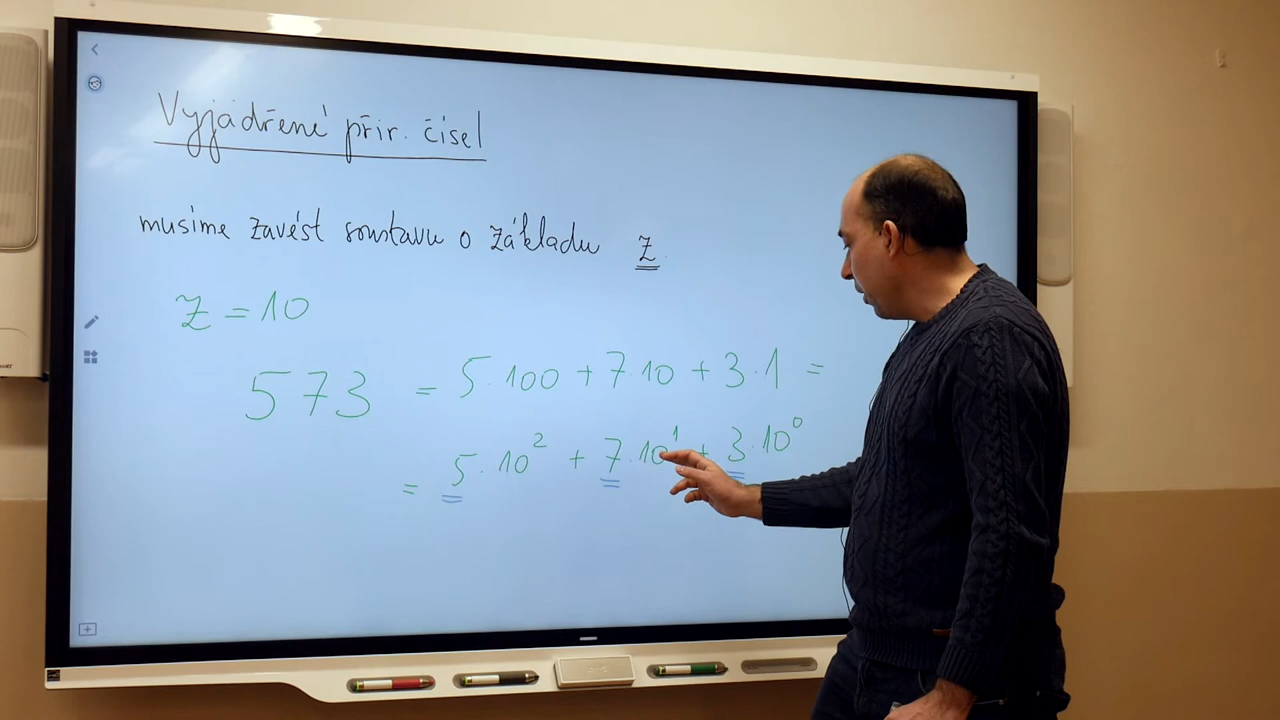 Vyjádření přir. čísel
musíme zavést soustavu o základu z.
z = 10
573 = 5·100 + 7·10 + 3·1 =
= 5·10² + 7·10¹ + 3·10⁰